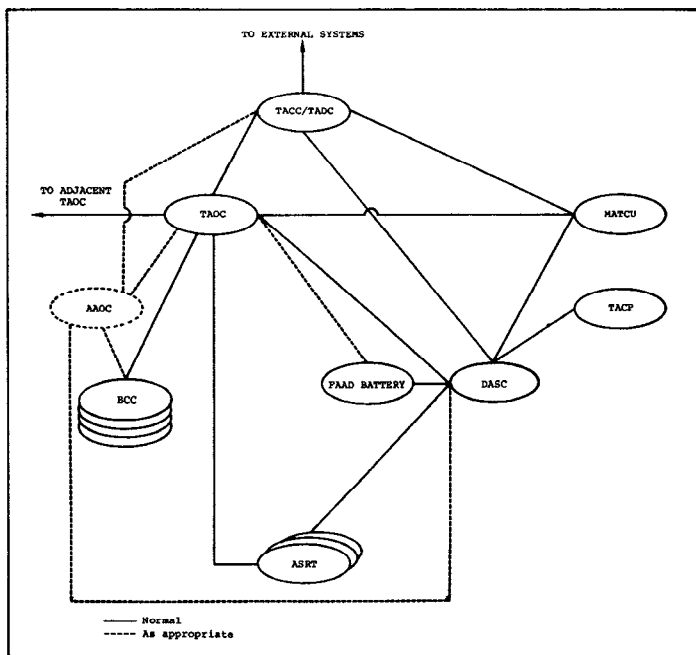 TO EXTERNAL SYSTEMS
TACC/TADC
TO ADJACENT
TAOC
TAOC
MATCU
AAOC
TACP
BCC
FAAD BATTERY
DASC
ASRT
Normal
As appropriate